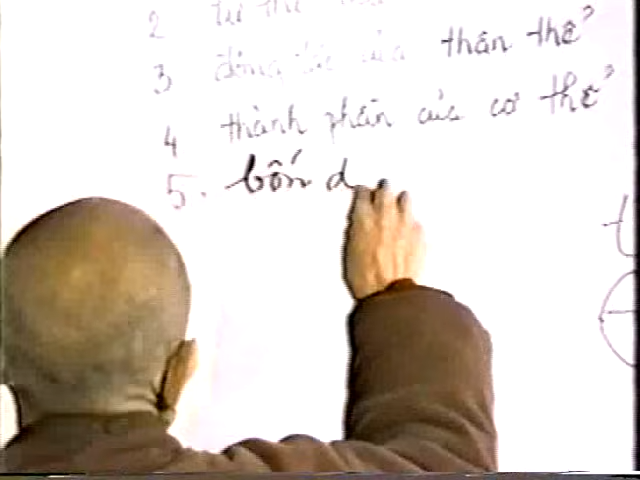 2 tư thế
3 động tác của thân thể
4 thành phần của cơ thể
5. bốn đ